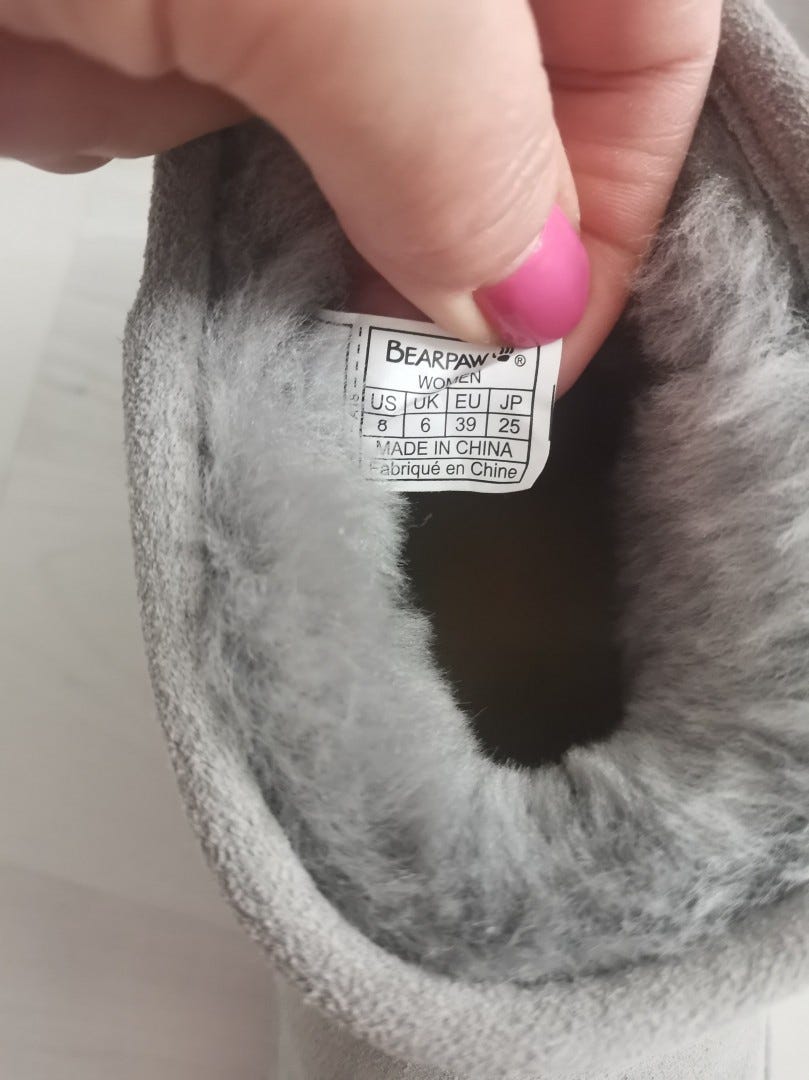 BEARPAW ®
WOMEN
US UK EU JP
8 6 39 25
MADE IN CHINA
Fabriqué en Chine